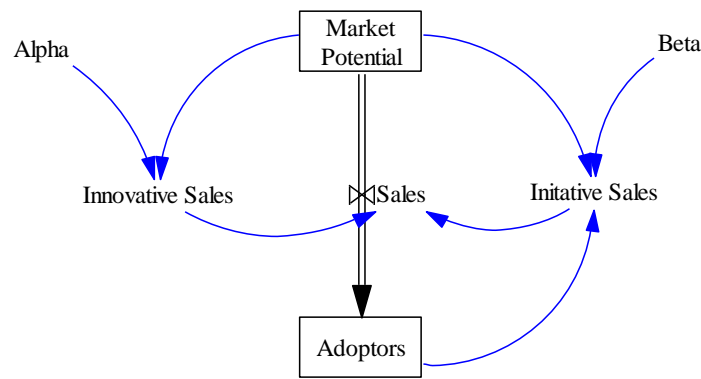 Market
Potential
Alpha
Beta
Innovative Sales
Sales
Initative Sales
Adoptors